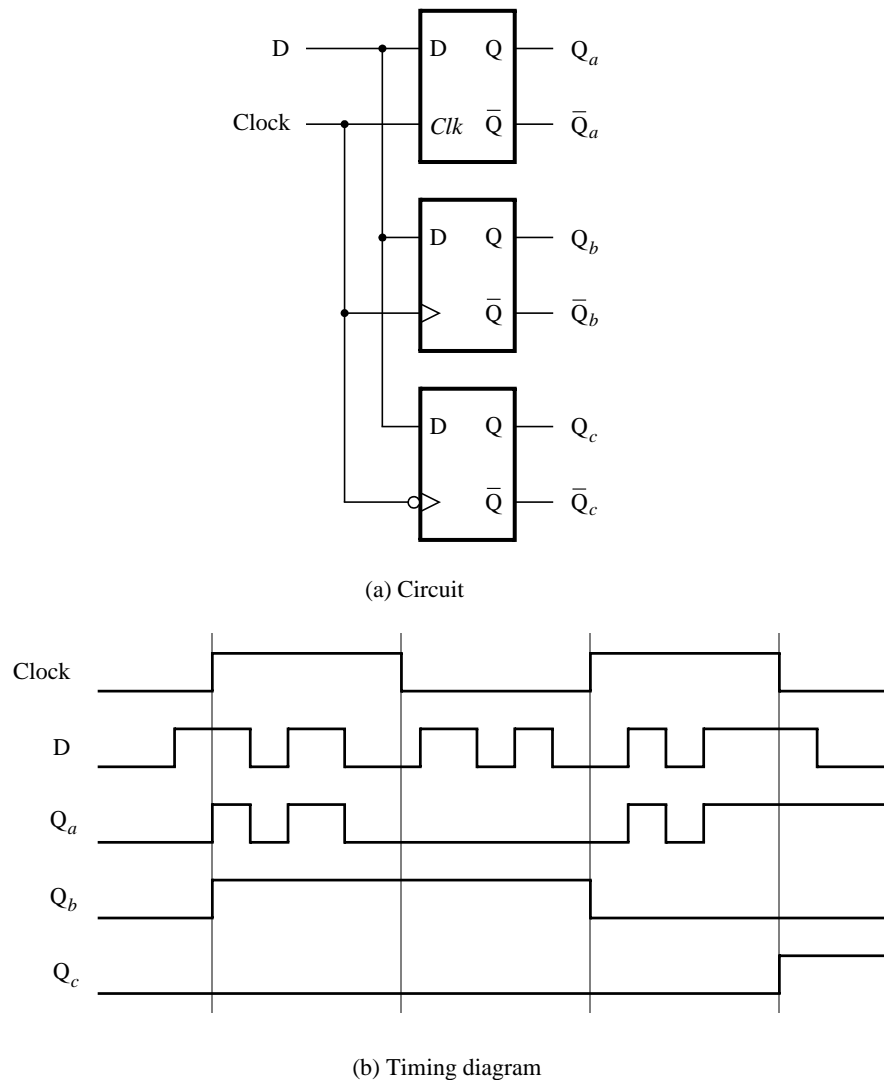 D D Q Qa
Clock Clk Q̅ Q̅a
D Q Qb
Q̅ Q̅b
D Q Qc
Q̅ Q̅c
(a) Circuit
Clock
D
Qa
Qb
Qc
(b) Timing diagram